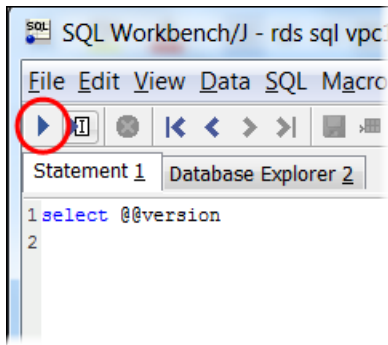 SQL
SQL Workbench/J - rds sql vpc
File Edit View Data SQL Macro
Statement 1 Database Explorer 2
1 select @@version
2